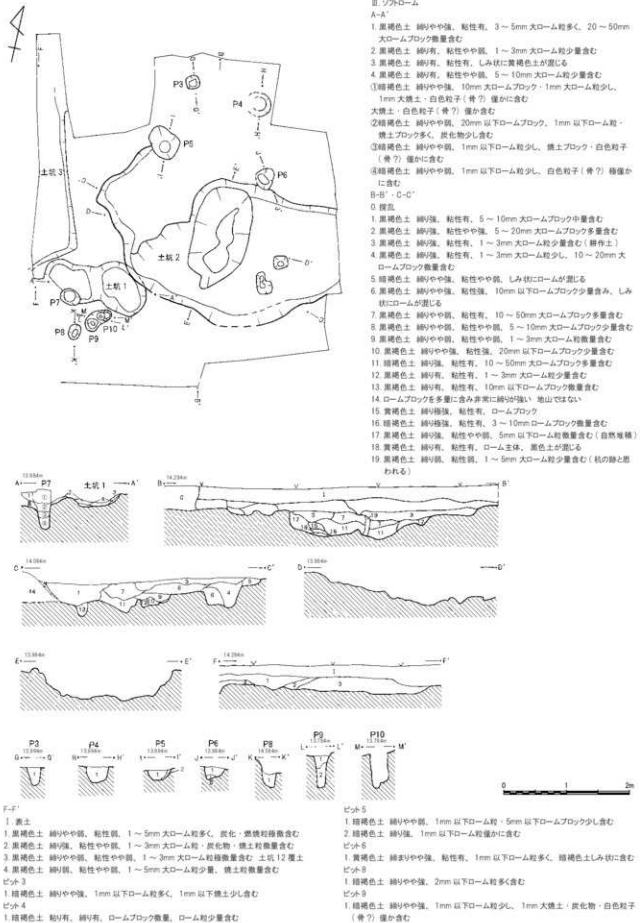 Ⅲ. ソフトローム
A-A'
1. 黒褐色土 締りやや強、 粘性有、 3 ～ 5mm 大ローム粒多く、 20 ～ 50mm
大ロームブロック微量含む
2. 黒褐色土 締り有、 粘性やや弱、 1 ～ 3mm 大ローム粒少量含む
3. 黒褐色土 締り有、 粘性有、 しみ状に黄褐色土が混じる
4. 黒褐色土 締り有、 粘性やや弱、 5 ～ 10mm 大ローム粒少量含む
①暗褐色土 締りやや強、 10mm 大ロームブロック・1mm 大ローム粒少し、
1mm 大焼土・白色粒子 ( 骨 ?) 僅かに含む
大焼土・白色粒子 ( 骨 ?) 僅か含む
②暗褐色土 締りやや弱、 20mm 以下ロームブロック、 1mm 以下ローム粒・
焼土ブロック多く、 炭化物少し含む
③暗褐色土 締りやや弱、 1mm 以下ローム粒少し、 焼土ブロック・白色粒子
( 骨 ?) 僅かに含む
④暗褐色土 締りやや弱、 1mm 以下ローム粒少し、 白色粒子 ( 骨 ?) 極僅か
に含む
B-B'・C-C'
0. 撹乱
1. 黒褐色土 締り強、 粘性有、 5 ～ 10mm 大ロームブロック中量含む
2. 黒褐色土 締り強、 粘性やや強、 5 ～ 20mm 大ロームブロック多量含む
3. 黒褐色土 締り強、 粘性有、 1 ～ 3mm 大ローム粒少量含む ( 耕作土 )
4. 黒褐色土 締り強、 粘性有、 1 ～ 3mm 大ローム粒少し、 10 ～ 20mm 大
ロームブロック微量含む
5. 暗褐色土 締り強、 粘性やや弱、 しみ状にロームが混じる
6. 黒褐色土 締りやや強、 粘性強、 10mm 以下ロームブロック少量含み、 しみ
状にロームが混じる
7. 黒褐色土 締りやや弱、 粘性有、 10 ～ 50mm 大ロームブロック多量含む
8. 黒褐色土 締りやや弱、 粘性やや弱、 5 ～ 10mm 大ロームブロック少量含む
9. 黒褐色土 締りやや弱、 粘性やや弱、 1 ～ 3mm 大ローム粒微量含む
10. 黒褐色土 締りやや強、 粘性強、 20mm 以下ロームブロック少量含む
11. 暗褐色土 締り強、 粘性有、 10 ～ 50mm 大ロームブロック多量含む
12. 黒褐色土 締り有、 粘性有、 1 ～ 3mm 大ローム粒少量含む
13. 黒褐色土 締り有、 粘性有、 10mm 以下ロームブロック微量含む
14. ロームブロックを多量に含み非常に締りが強い 地山ではない
15. 黄褐色土 締り極強、 粘性有、 ロームブロック
16. 暗褐色土 締り極強、 粘性有、 3 ～ 10mm ロームブロック微量含む
17. 黒褐色土 締り強、 粘性やや弱、 5mm 以下ローム粒微量含む ( 自然堆積 )
18. 黄褐色土 締り有、 粘性有、 ローム主体、 黒色土が混じる
19. 黒褐色土 締り弱、 粘性弱、 1 ～ 5mm 大ローム粒少量含む ( 杭の跡と思
われる )
P3
P4
P5
P6
土坑 3
土坑 2
土坑 1
P7
P8
P9
P10
A P7 土坑 1 A'
B 14.294m B'
C C'
D D'
E E'
F 14.294m F'
P3 P4 P5 P6 P8 P9 P10
G G' H H' I I' J J' K K' L L' M M'
0 1 2m
F-F'
Ⅰ. 表土
1. 黒褐色土 締りやや弱、 粘性弱、 1 ～ 5mm 大ローム粒多く、 炭化・燃焼粒極微含む
2. 黒褐色土 締り強、 粘性やや弱、 1 ～ 3mm 大ローム粒・炭化物・焼土粒微量含む
3. 黒褐色土 締りやや弱、 粘性やや弱、 1 ～ 3mm 大ローム粒極微量含む 土坑 12 覆土
4. 黒褐色土 締り弱、 粘性やや弱、 1 ～ 5mm 大ローム粒少量、 焼土粒微量含む
ピット 3
1. 暗褐色土 締りやや強、 1mm 以下ローム粒多く、 1mm 以下焼土少し含む
ピット 4
1. 暗褐色土 粘り有、 締り有、 ロームブロック微量、 ローム粒少量含む
ピット 5
1. 暗褐色土 締りやや弱、 1mm 以下ローム粒・5mm 以下ロームブロック少し含む
2. 暗褐色土 締り強、 1mm 以下ローム粒僅かに含む
ピット 6
1. 黄褐色土 締まりやや強、 粘性有、 1mm 以下ローム粒多く、 暗褐色土しみ状に含む
ピット 8
1. 暗褐色土 締りやや強、 2mm 以下ローム粒多く含む
ピット 9
1. 暗褐色土 締りやや強、 1mm 以下ローム粒少し、 1mm 大焼土・炭化物・白色粒子
( 骨 ?) 僅か含む